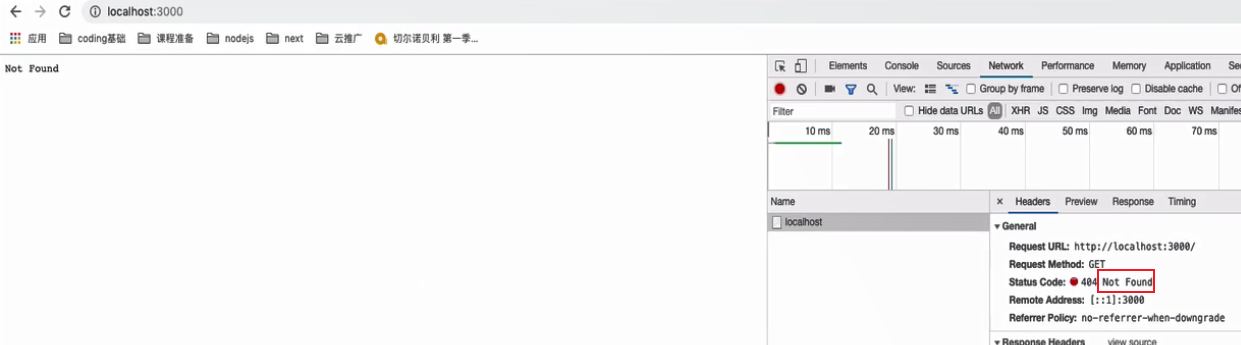 localhost:3000
应用 coding基础 课程准备 nodejs next 云推广 切尔诺贝利 第一季...
Not Found
Elements Console Sources Network Performance Memory Application Se
View: Group by frame Preserve log Disable cache Of
Filter Hide data URLs All XHR JS CSS Img Media Font Doc WS Manifes
10 ms 20 ms 30 ms 40 ms 50 ms 60 ms 70 ms
Name × Headers Preview Response Timing
localhost
General
Request URL: http://localhost:3000/
Request Method: GET
Status Code: 404 Not Found
Remote Address: [::1]:3000
Referrer Policy: no-referrer-when-downgrade
Response Headers view source